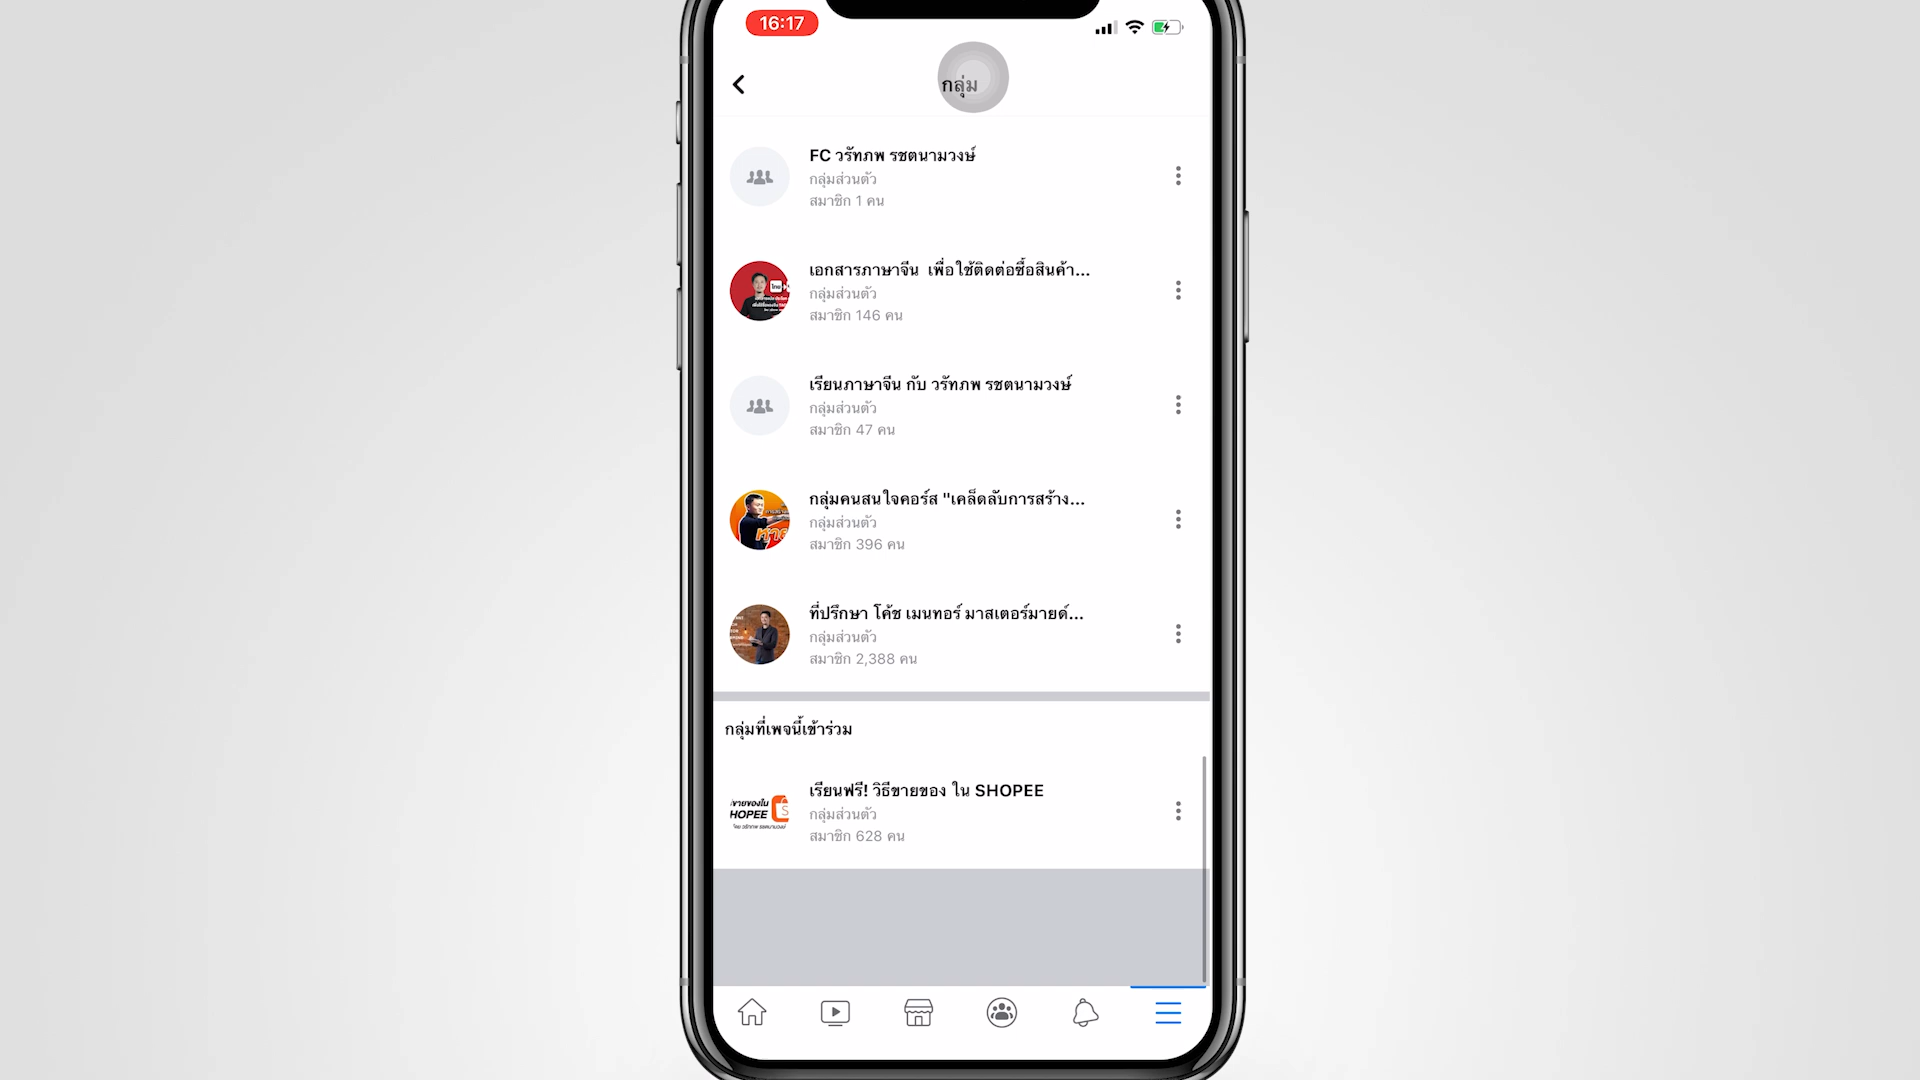 16:17
กลุ่ม
FC วรัทภพ รชตนามวงษ์
กลุ่มส่วนตัว
สมาชิก 1 คน
เอกสารภาษาจีน เพื่อใช้ติดต่อซื้อสินค้า...
กลุ่มส่วนตัว
สมาชิก 146 คน
ไทย
เรียนภาษาจีน กับ วรัทภพ รชตนามวงษ์
กลุ่มส่วนตัว
สมาชิก 47 คน
กลุ่มคนสนใจคอร์ส "เคล็ดลับการสร้าง...
กลุ่มส่วนตัว
สมาชิก 396 คน
ที่ปรึกษา โค้ช เมนทอร์ มาสเตอร์มายด์...
กลุ่มส่วนตัว
สมาชิก 2,388 คน
กลุ่มที่เพจนี้เข้าร่วม
เรียนฟรี! วิธีขายของ ใน SHOPEE
กลุ่มส่วนตัว
สมาชิก 628 คน
ขายของใน
HOPEE